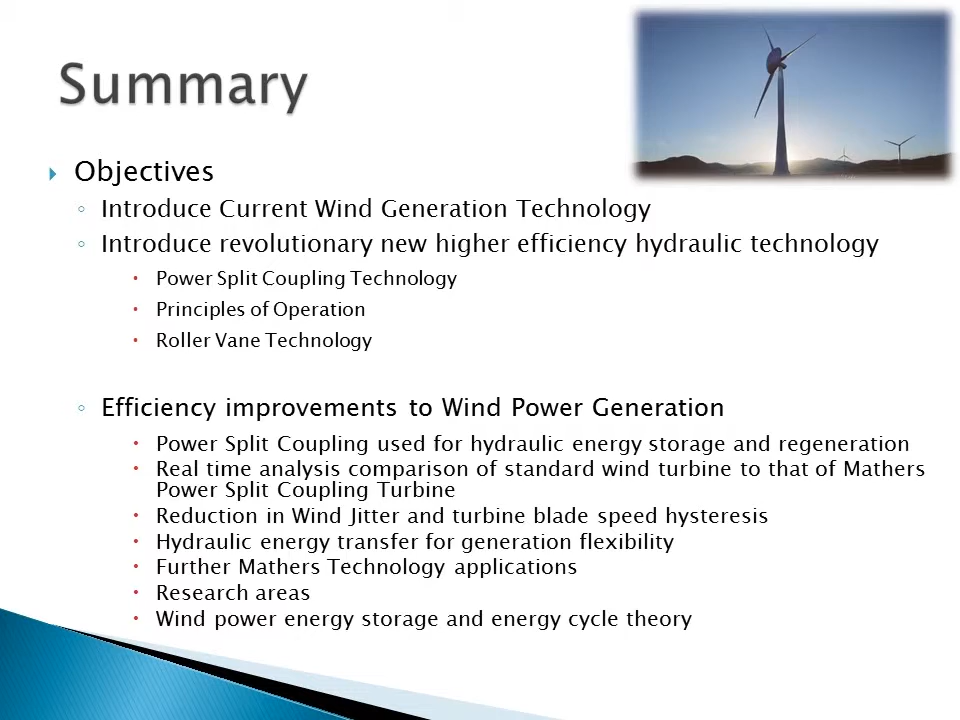 Summary
Objectives
Introduce Current Wind Generation Technology
Introduce revolutionary new higher efficiency hydraulic technology
Power Split Coupling Technology
Principles of Operation
Roller Vane Technology
Efficiency improvements to Wind Power Generation
Power Split Coupling used for hydraulic energy storage and regeneration
Real time analysis comparison of standard wind turbine to that of Mathers
Power Split Coupling Turbine
Reduction in Wind Jitter and turbine blade speed hysteresis
Hydraulic energy transfer for generation flexibility
Further Mathers Technology applications
Research areas
Wind power energy storage and energy cycle theory